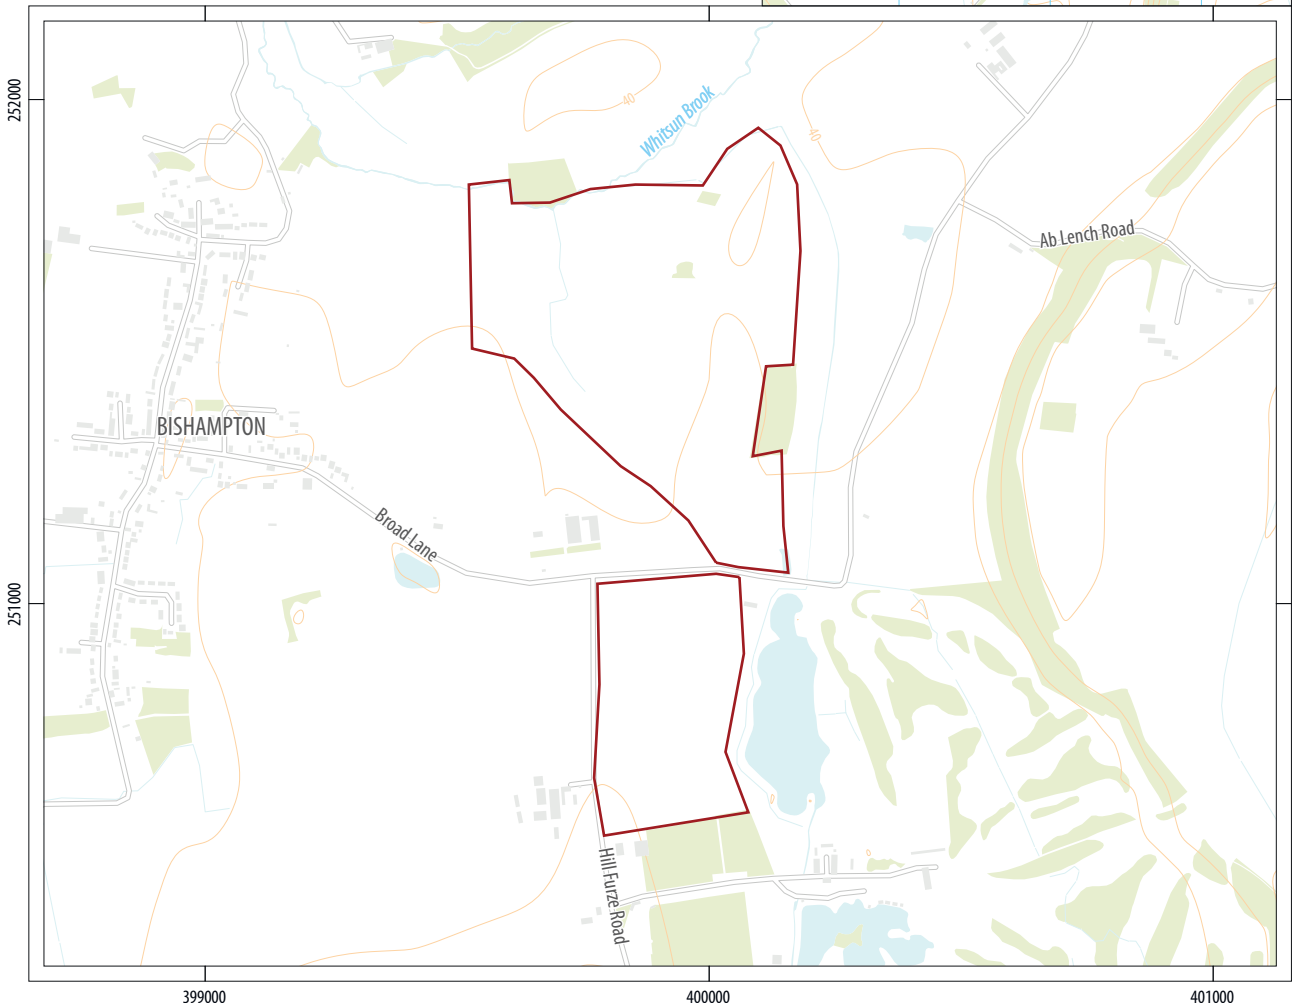 252000
40
Whitsun Brook
40
Ab Lench Road
BISHAMPTON
Broad Lane
251000
Hill Furze Road
399000
400000
401000